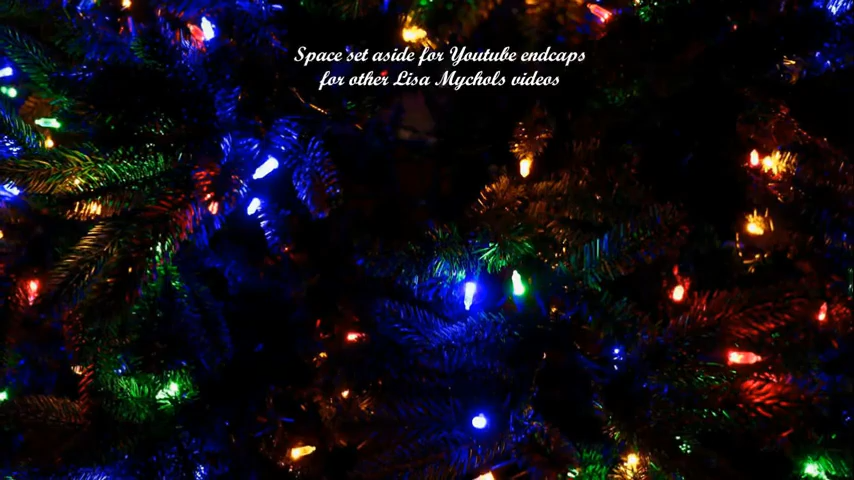 Space set aside for Youtube endcaps
for other Lisa Mychols videos